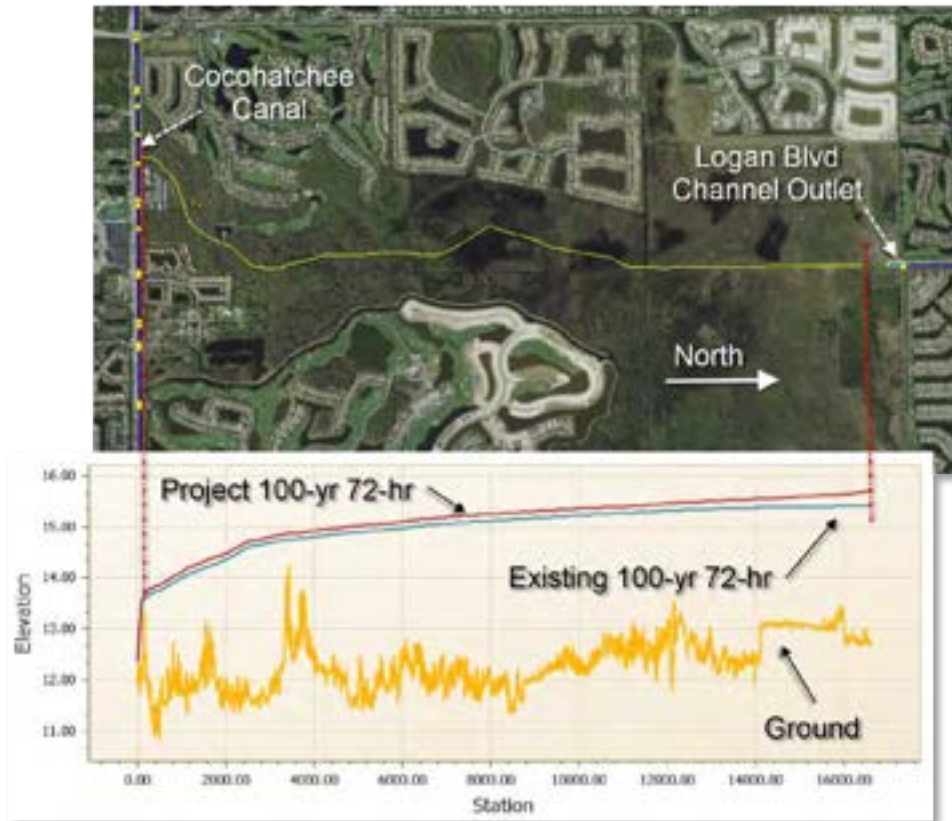 Cocohatchee
Canal
Logan Blvd
Channel Outlet
North
16.00
15.00
14.00
13.00
12.00
11.00
Elevation
Project 100-yr 72-hr
Existing 100-yr 72-hr
Ground
0.00 2000.00 4000.00 6000.00 8000.00 10000.00 12000.00 14000.00 16000.00
Station